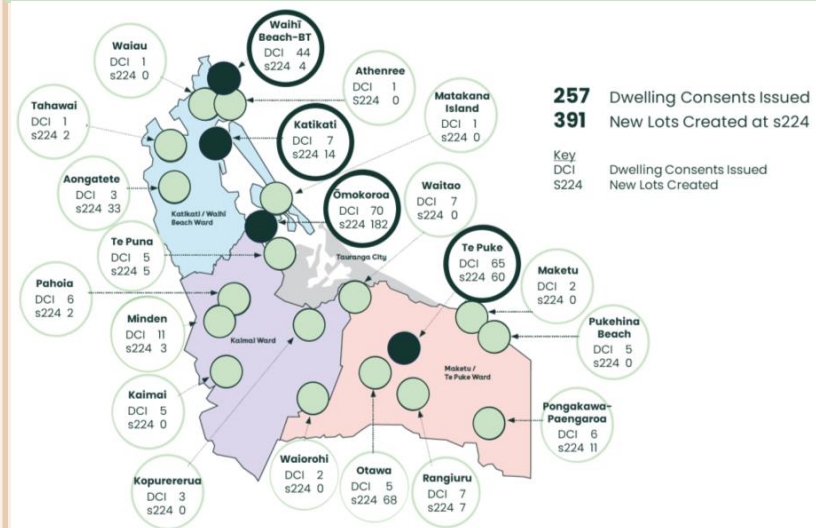 Waihī
Beach-BT
DCI 44
s224 4
Waiau
DCI 1
s224 0
Athenree
DCI 1
s224 0
Matakana
Island
DCI 1
s224 0
Tahawai
DCI 1
s224 2
Katikati
DCI 7
s224 14
257 Dwelling Consents Issued
391 New Lots Created at s224
Key
DCI Dwelling Consents Issued
S224 New Lots Created
Aongatete
DCI 3
s224 33
Katikati / Waihī
Beach Ward
Ōmokoroa
DCI 70
s224 182
Waitao
DCI 7
s224 0
Te Puna
DCI 5
s224 5
Tauranga City
Te Puke
DCI 65
s224 60
Maketu
DCI 2
s224 0
Pahoia
DCI 6
s224 2
Minden
DCI 11
s224 3
Kaimai Ward
Pukehina
Beach
DCI 5
s224 0
Maketu /
Te Puke Ward
Kaimai
DCI 5
s224 0
Pongakawa-
Paengaroa
DCI 6
s224 11
Kopurererua
DCI 3
s224 0
Waiorohi
DCI 2
s224 0
Otawa
DCI 5
s224 68
Rangiuru
DCI 7
s224 7